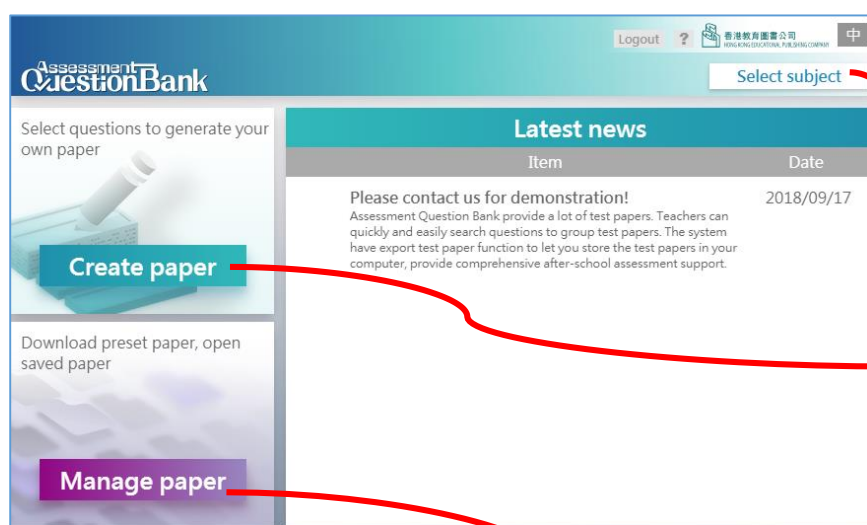 Logout ? 香港教育圖書公司 中
HONG KONG EDUCATIONAL PUBLISHING COMPANY
Assessment
QuestionBank
Select subject
Select questions to generate your
own paper
Create paper
Download preset paper, open
saved paper
Manage paper
Latest news
Item Date
Please contact us for demonstration! 2018/09/17
Assessment Question Bank provide a lot of test papers. Teachers can
quickly and easily search questions to group test papers. The system
have export test paper function to let you store the test papers in your
computer, provide comprehensive after-school assessment support.